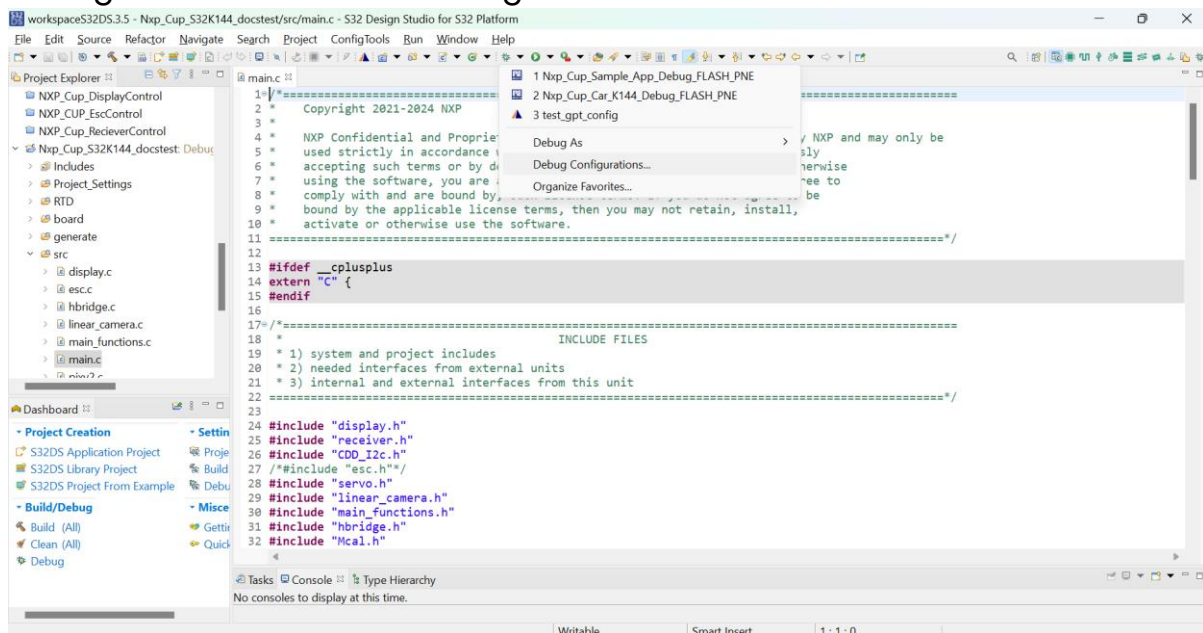 workspaceS32DS.3.5 - Nxp_Cup_S32K144_docstest/src/main.c - S32 Design Studio for S32 Platform
File Edit Source Refactor Navigate Search Project ConfigTools Run Window Help
Project Explorer
NXP_Cup_DisplayControl
NXP_CUP_EscControl
NXP_Cup_RecieverControl
Nxp_Cup_S32K144_docstest: Debug
Includes
Project_Settings
RTD
board
generate
src
display.c
esc.c
hbridge.c
linear_camera.c
main_functions.c
main.c
Dashboard
Project Creation
S32DS Application Project
S32DS Library Project
S32DS Project From Example
Build/Debug
Build (All)
Clean (All)
Debug
Settin
Proje
Build
Debu
Misce
Gettin
Quick
main.c
1 /*==================================================================================================
2 * Copyright 2021-2024 NXP
3 *
4 * NXP Confidential and Proprie y NXP and may only be
5 * used strictly in accordance sly
6 * accepting such terms or by d erwise
7 * using the software, you are ree to
8 * comply with and are bound by, be
9 * bound by the applicable license terms, then you may not retain, install,
10 * activate or otherwise use the software.
11 ==================================================================================================*/
12
13 #ifdef __cplusplus
14 extern "C" {
15 #endif
16
17 /*==================================================================================================
18 * INCLUDE FILES
19 * 1) system and project includes
20 * 2) needed interfaces from external units
21 * 3) internal and external interfaces from this unit
22 ==================================================================================================*/
23
24 #include "display.h"
25 #include "receiver.h"
26 #include "CDD_I2c.h"
27 /*#include "esc.h"*/
28 #include "servo.h"
29 #include "linear_camera.h"
30 #include "main_functions.h"
31 #include "hbridge.h"
32 #include "Mcal.h"
1 Nxp_Cup_Sample_App_Debug_FLASH_PNE
2 Nxp_Cup_Car_K144_Debug_FLASH_PNE
3 test_gpt_config
Debug As
Debug Configurations...
Organize Favorites...
Tasks Console Type Hierarchy
No consoles to display at this time.
Writable Smart Insert 1 : 1 : 0